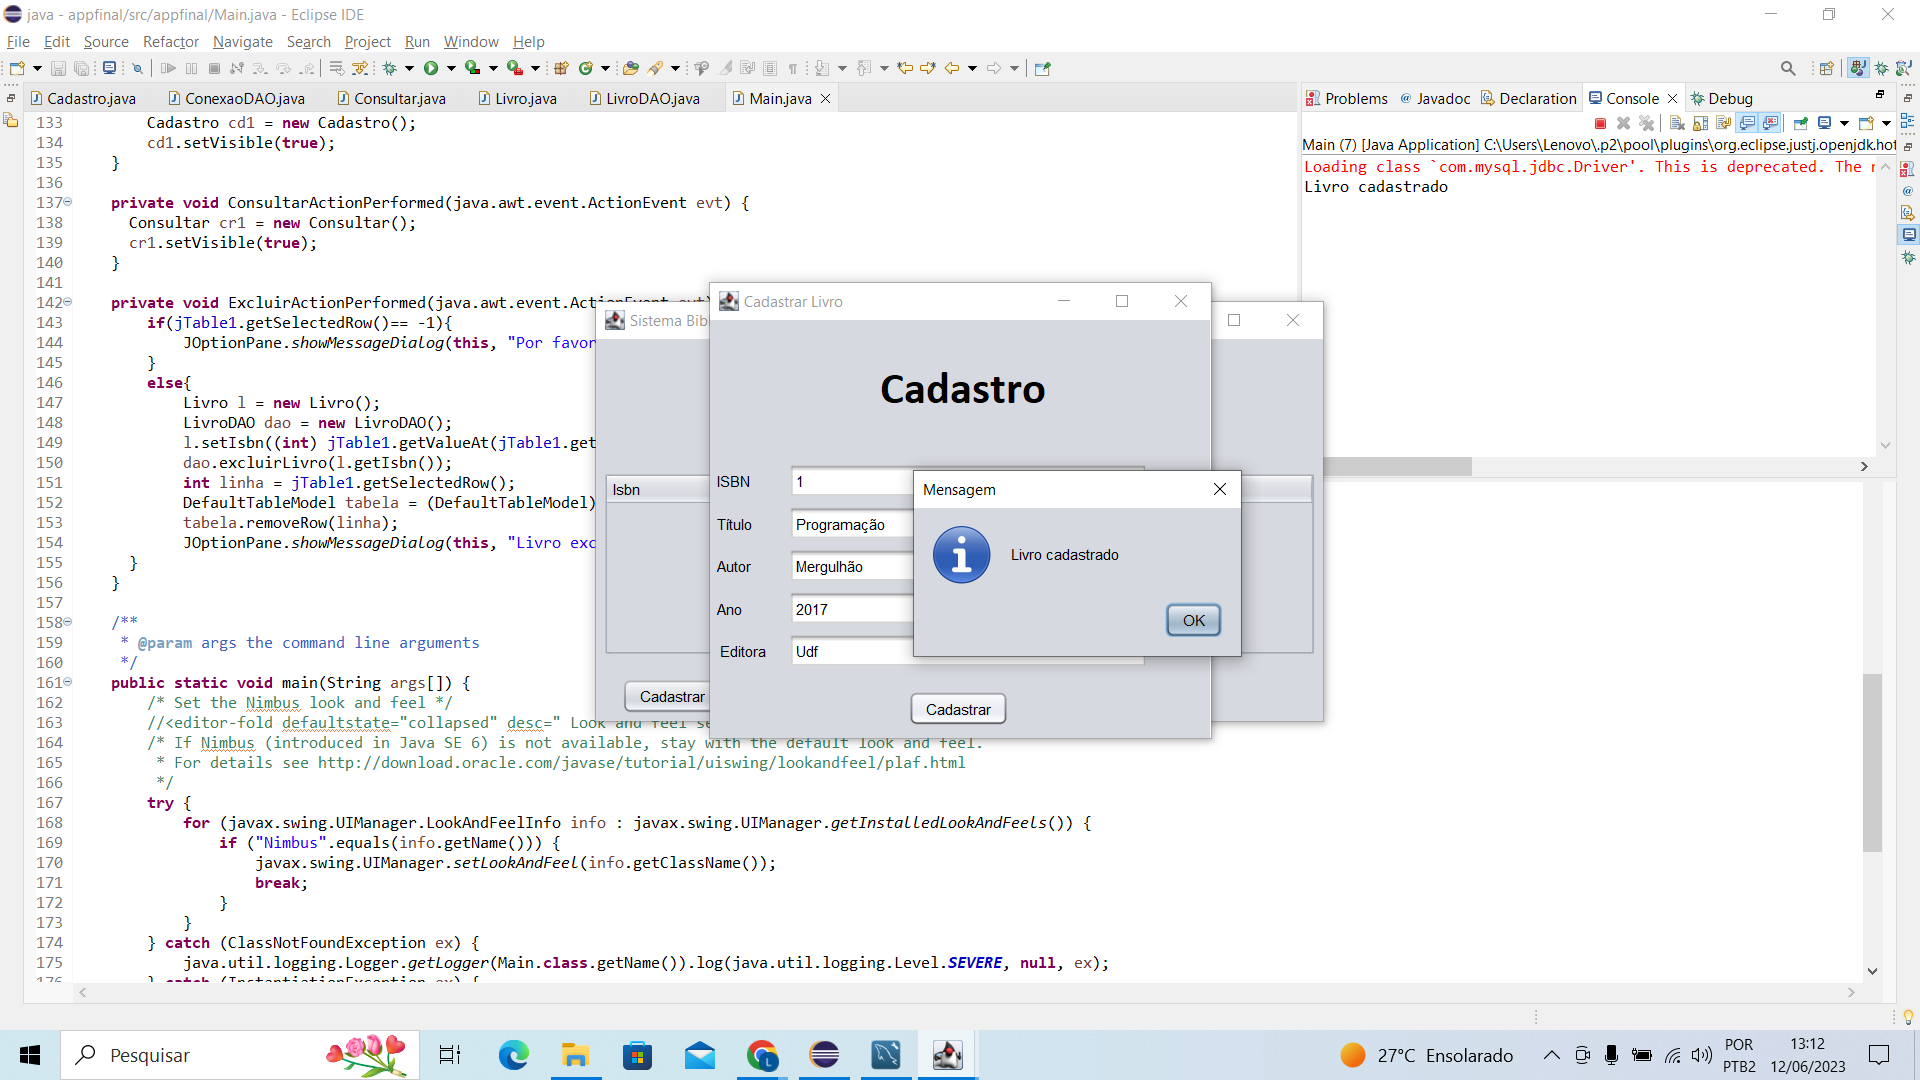 java - appfinal/src/appfinal/Main.java - Eclipse IDE
File Edit Source Refactor Navigate Search Project Run Window Help
Cadastro.java ConexaoDAO.java Consultar.java Livro.java LivroDAO.java Main.java
Problems Javadoc Declaration Console Debug
Main (7) [Java Application] C:\Users\Lenovo\.p2\pool\plugins\org.eclipse.justj.openjdk.hot
Loading class `com.mysql.jdbc.Driver'. This is deprecated. The
Livro cadastrado
133 Cadastro cd1 = new Cadastro();
134 cd1.setVisible(true);
135 }
136
137 private void ConsultarActionPerformed(java.awt.event.ActionEvent evt) {
138 Consultar cr1 = new Consultar();
139 cr1.setVisible(true);
140 }
141
142 private void ExcluirActionPerformed(java.awt.event.ActionEvent evt)
143 if(jTable1.getSelectedRow()== -1){
144 JOptionPane.showMessageDialog(this, "Por favor
145 }
146 else{
147 Livro l = new Livro();
148 LivroDAO dao = new LivroDAO();
149 l.setIsbn((int) jTable1.getValueAt(jTable1.get
150 dao.excluirLivro(l.getIsbn());
151 int linha = jTable1.getSelectedRow();
152 DefaultTableModel tabela = (DefaultTableModel)
153 tabela.removeRow(linha);
154 JOptionPane.showMessageDialog(this, "Livro exc
155 }
156 }
157
158 /**
159 * @param args the command line arguments
160 */
161 public static void main(String args[]) {
162 /* Set the Nimbus look and feel */
163 //<editor-fold defaultstate="collapsed" desc=" Look and feel se
164 /* If Nimbus (introduced in Java SE 6) is not available, stay with the default look and feel.
165 * For details see http://download.oracle.com/javase/tutorial/uiswing/lookandfeel/plaf.html
166 */
167 try {
168 for (javax.swing.UIManager.LookAndFeelInfo info : javax.swing.UIManager.getInstalledLookAndFeels()) {
169 if ("Nimbus".equals(info.getName())) {
170 javax.swing.UIManager.setLookAndFeel(info.getClassName());
171 break;
172 }
173 }
174 } catch (ClassNotFoundException ex) {
175 java.util.logging.Logger.getLogger(Main.class.getName()).log(java.util.logging.Level.SEVERE, null, ex);
176 } catch (InstantiationException ex) {
Sistema Bib
Isbn
Cadastrar
Cadastrar Livro
Cadastro
ISBN 1
Título Programação
Autor Mergulhão
Ano 2017
Editora Udf
Cadastrar
Mensagem
Livro cadastrado
OK
Pesquisar
27°C Ensolarado
POR
PTB2
13:12
12/06/2023